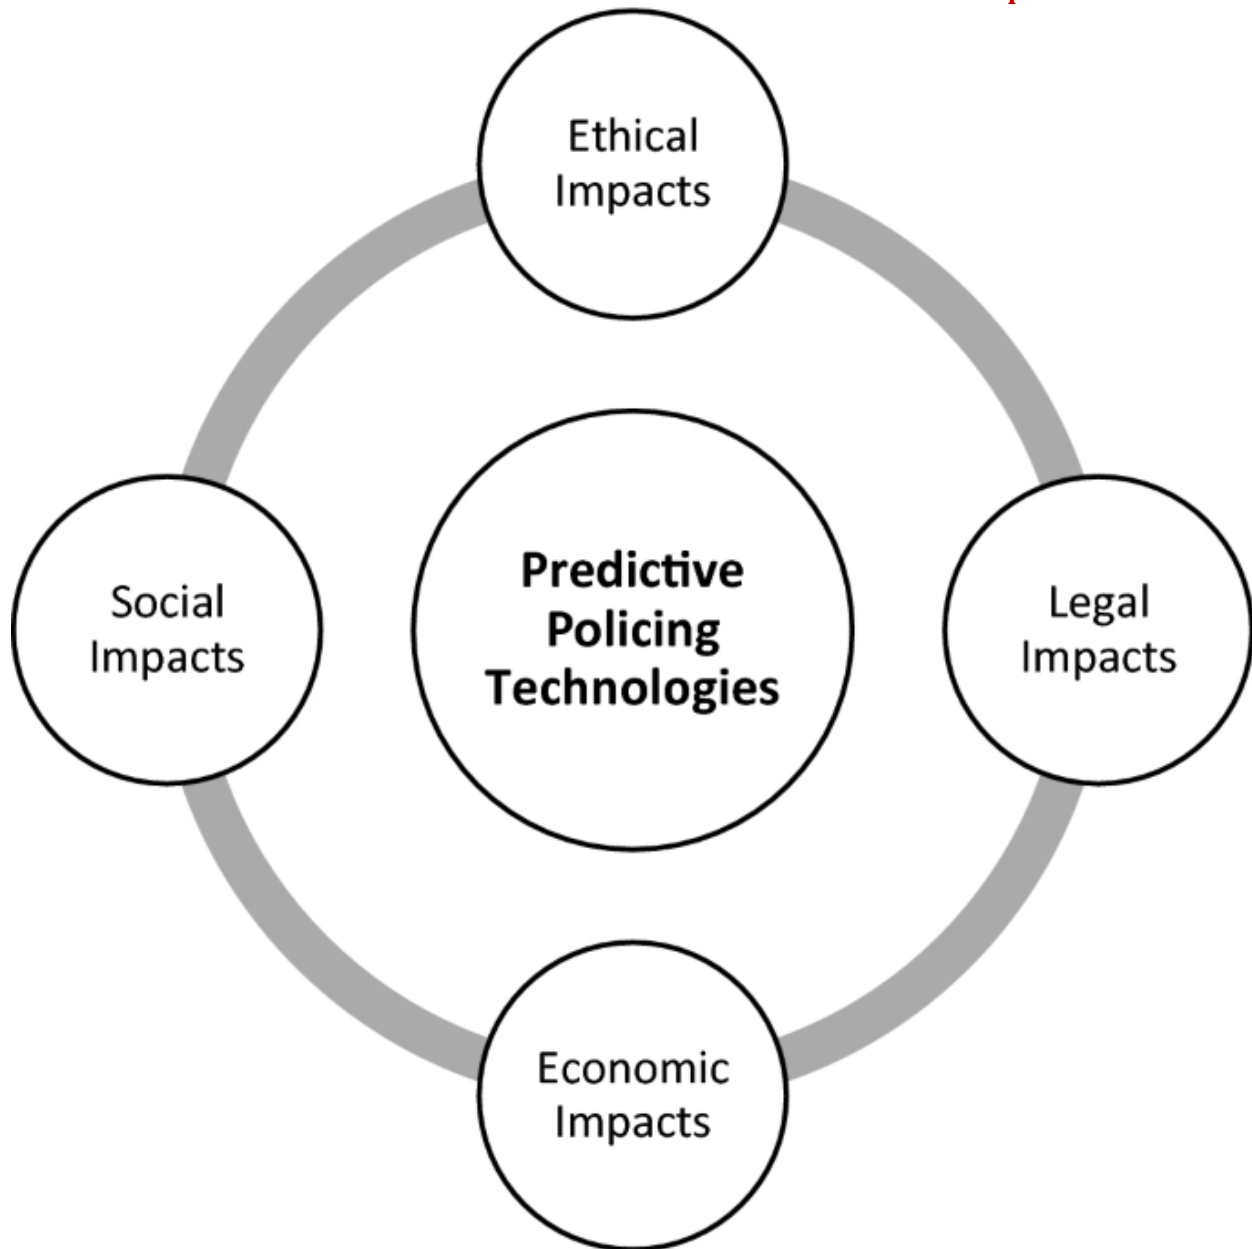 Ethical
Impacts
Predictive
Policing
Technologies
Social
Impacts
Legal
Impacts
Economic
Impacts